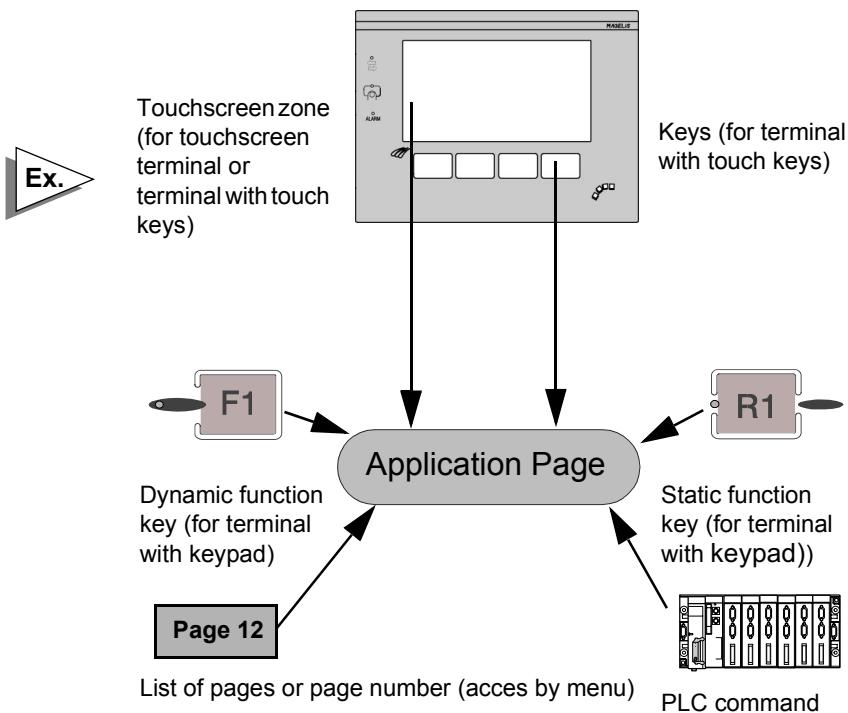 MAGELIS
ALARM
Ex.
Touchscreen zone
(for touchscreen
terminal or
terminal with touch
keys)
Keys (for terminal
with touch keys)
F1
R1
Application Page
Dynamic function
key (for terminal
with keypad)
Static function
key (for terminal
with keypad))
Page 12
List of pages or page number (acces by menu)
PLC command